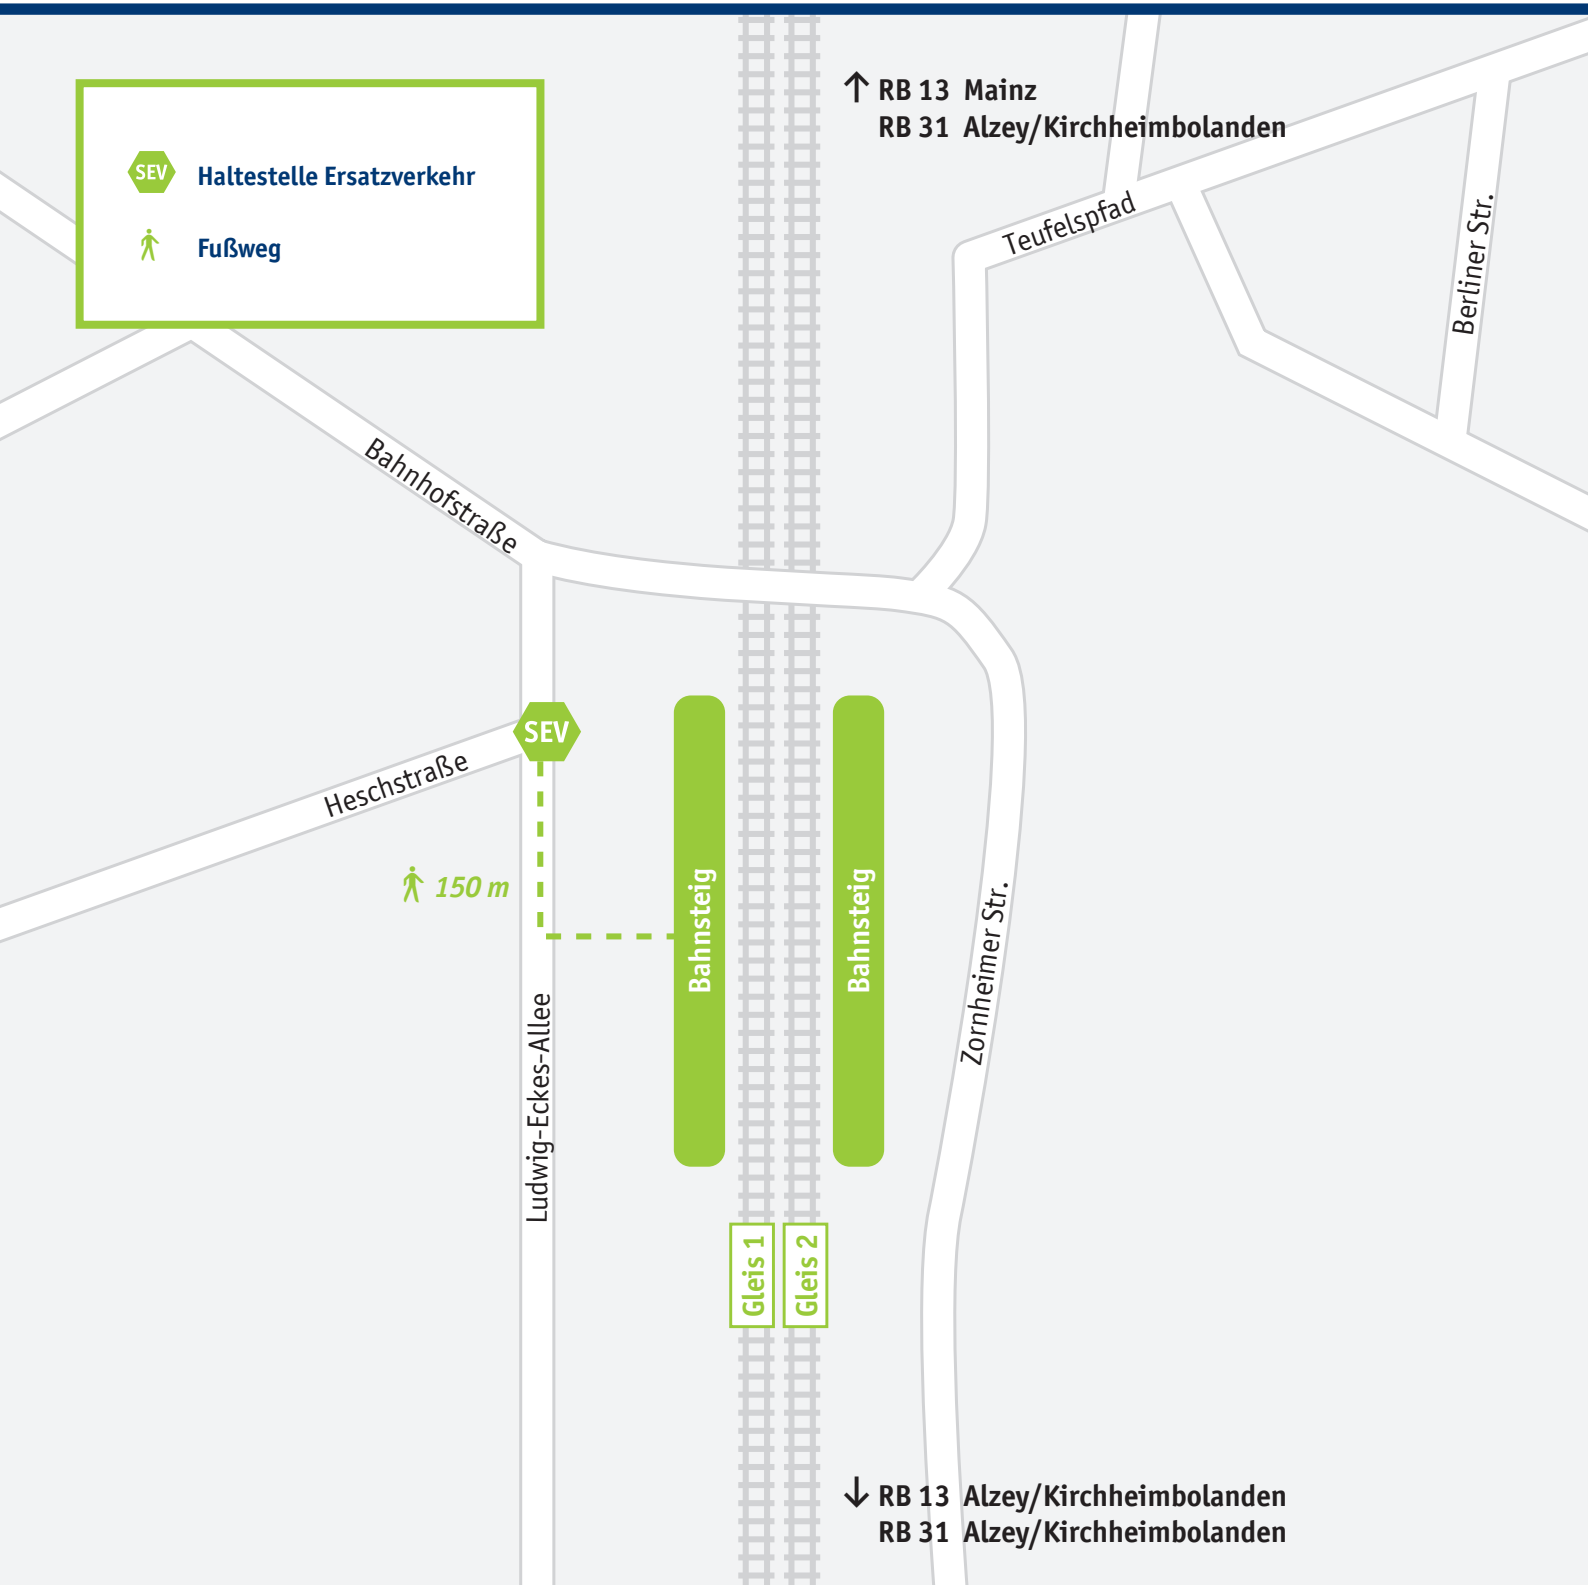 ↑ RB 13 Mainz
RB 31 Alzey/Kirchheimbolanden
SEV Haltestelle Ersatzverkehr
Fußweg
Teufelspfad
Berliner Str.
Bahnhofstraße
SEV
Heschstraße
150 m
Bahnsteig
Bahnsteig
Zornheimer Str.
Ludwig-Eckes-Allee
Gleis 1
Gleis 2
↓ RB 13 Alzey/Kirchheimbolanden
RB 31 Alzey/Kirchheimbolanden